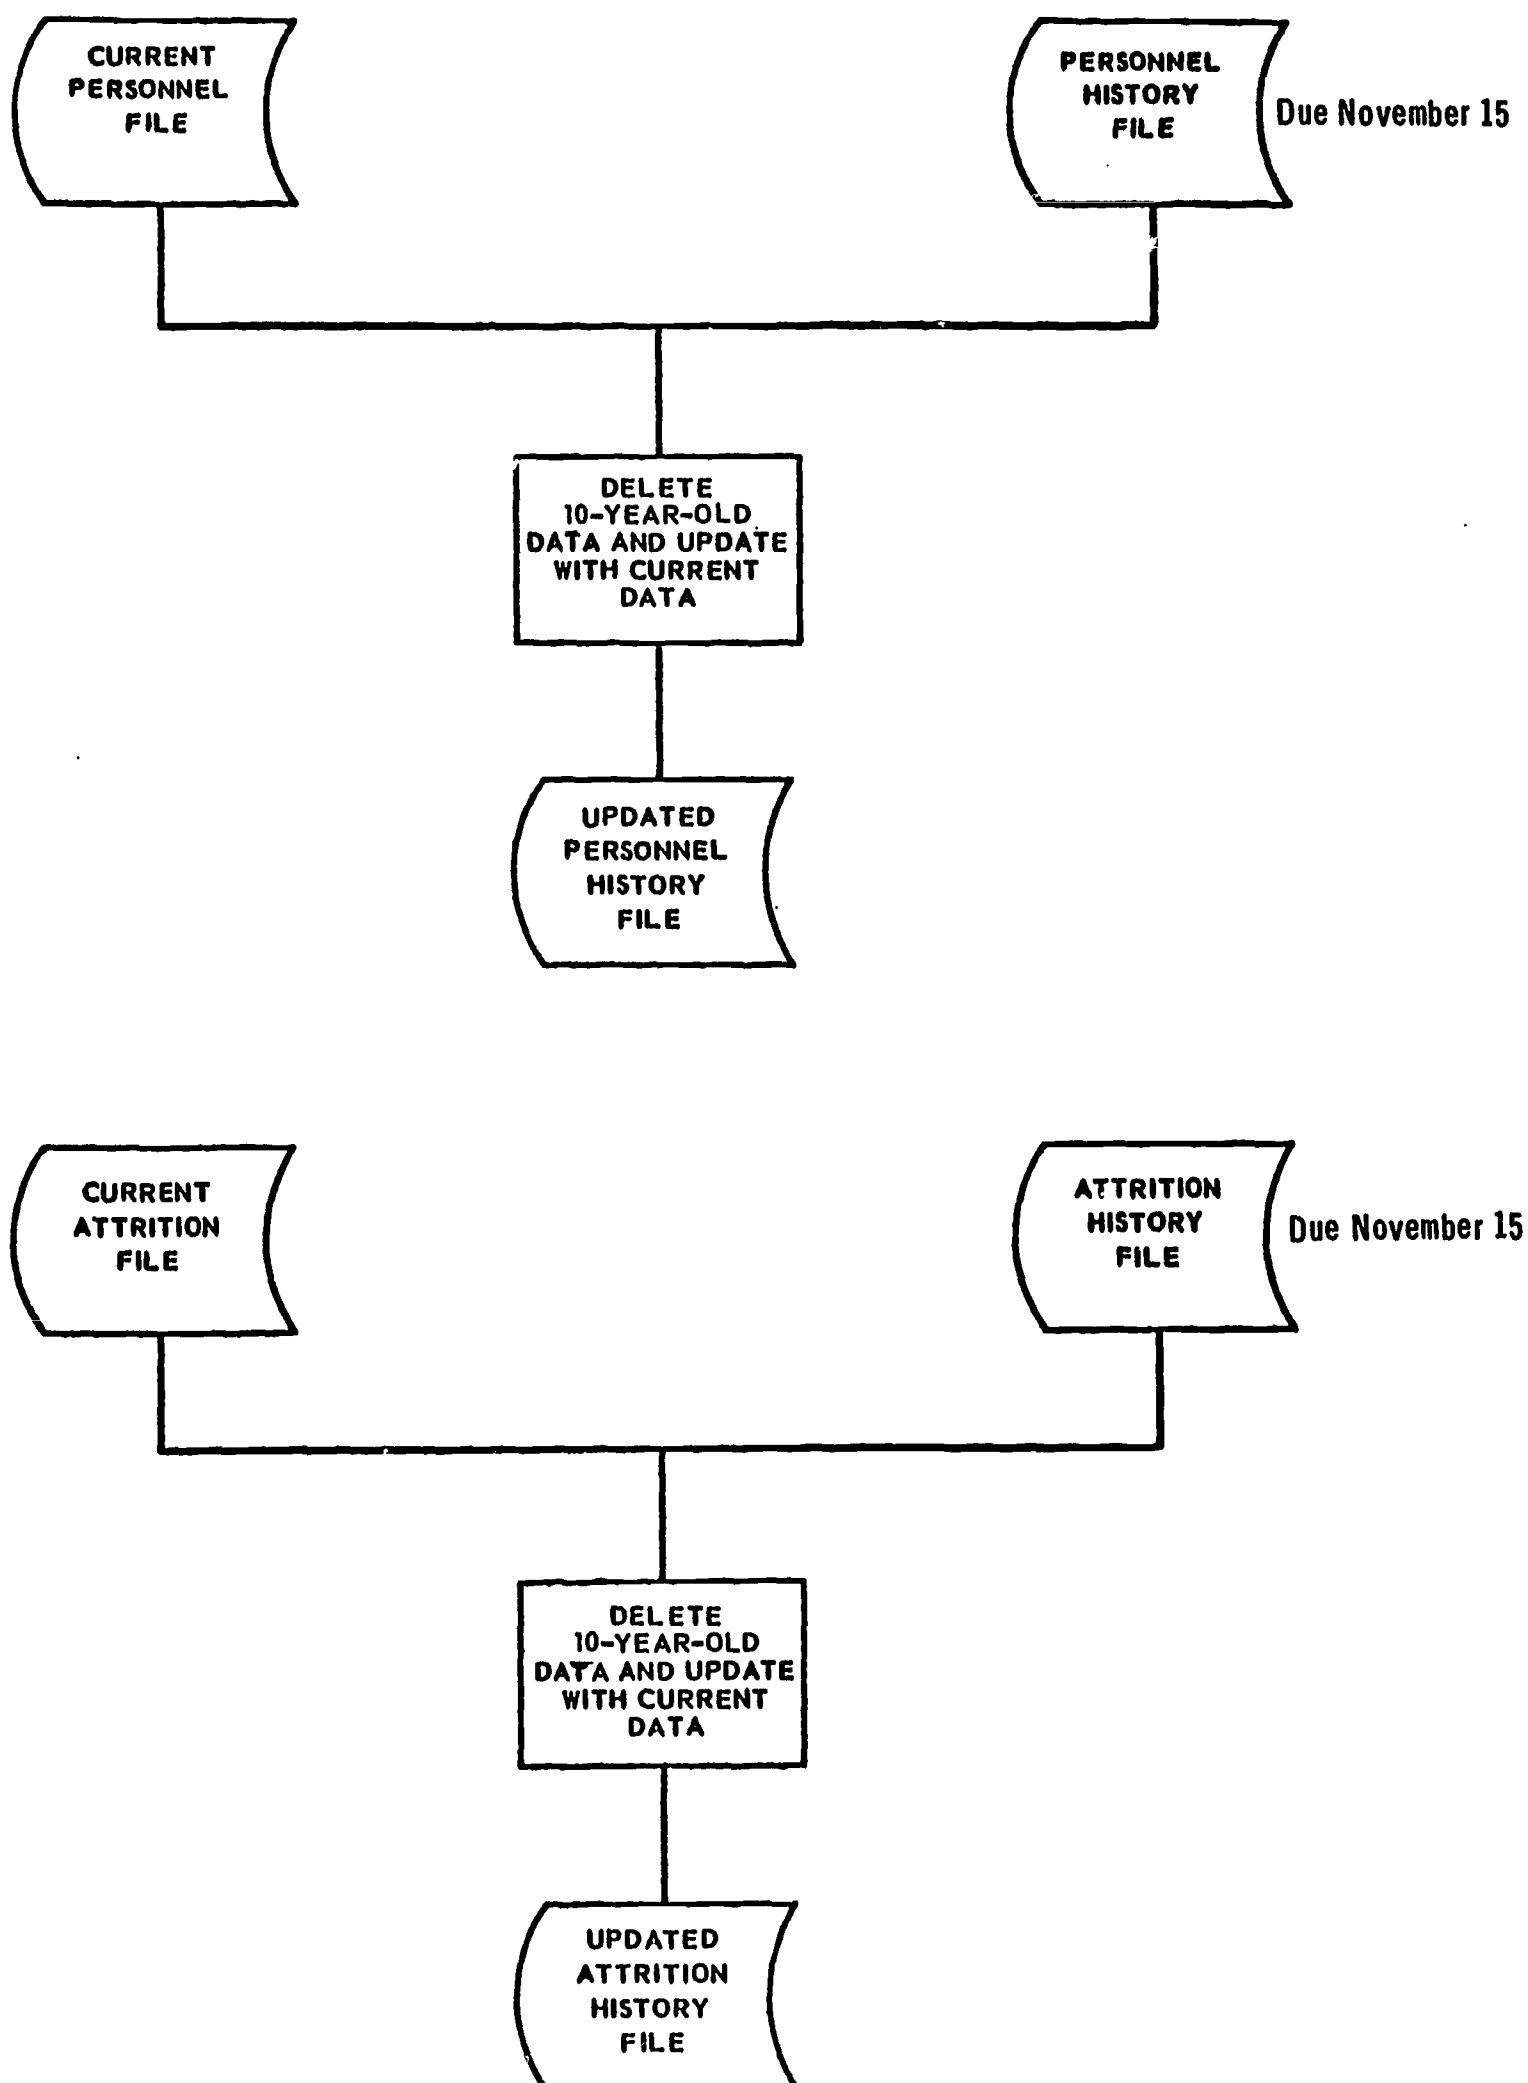 CURRENT
PERSONNEL
FILE
PERSONNEL
HISTORY
FILE
Due November 15
DELETE
10-YEAR-OLD
DATA AND UPDATE
WITH CURRENT
DATA
UPDATED
PERSONNEL
HISTORY
FILE
CURRENT
ATTRITION
FILE
ATTRITION
HISTORY
FILE
Due November 15
DELETE
10-YEAR-OLD
DATA AND UPDATE
WITH CURRENT
DATA
UPDATED
ATTRITION
HISTORY
FILE